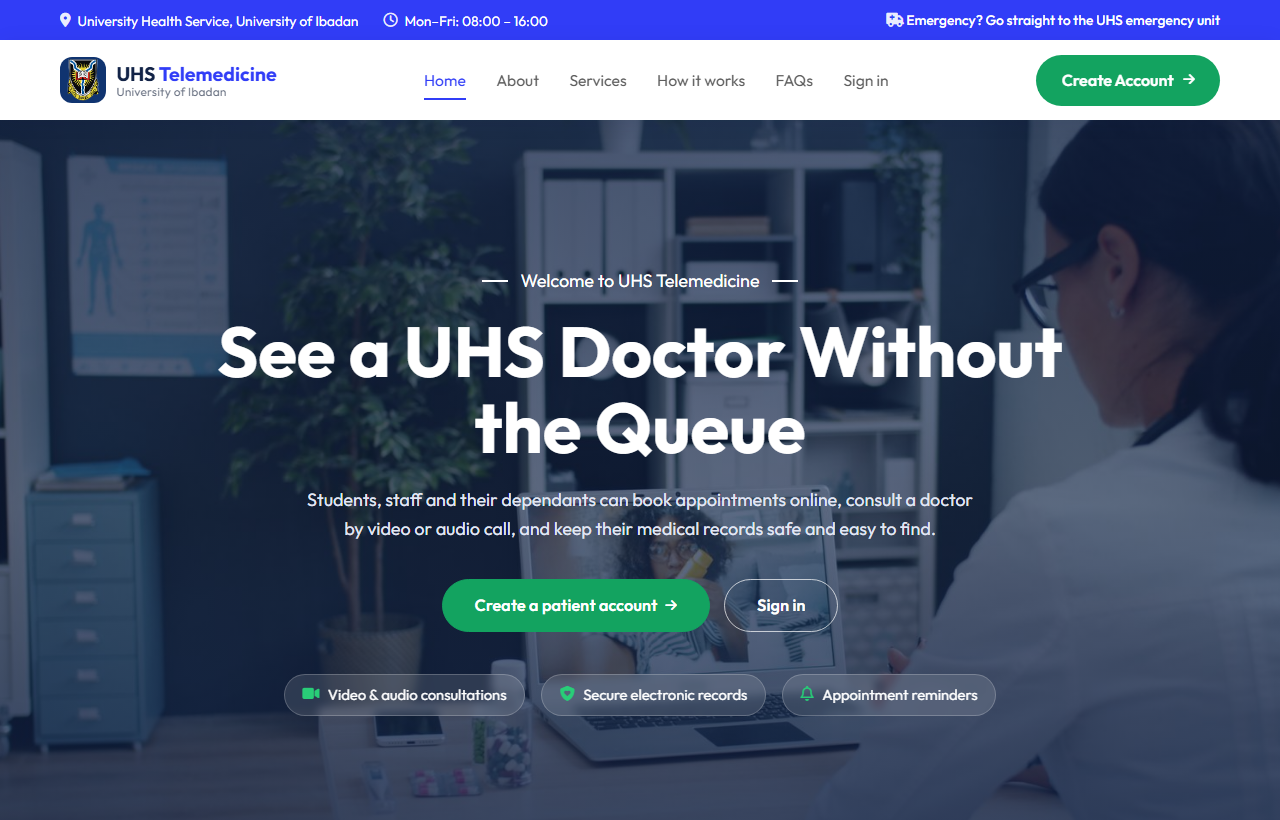 University Health Service, University of Ibadan
Mon–Fri: 08:00 – 16:00
Emergency? Go straight to the UHS emergency unit
UHS Telemedicine
University of Ibadan
Home
About
Services
How it works
FAQs
Sign in
Create Account
Welcome to UHS Telemedicine
See a UHS Doctor Without
the Queue
Students, staff and their dependants can book appointments online, consult a doctor
by video or audio call, and keep their medical records safe and easy to find.
Create a patient account
Sign in
Video & audio consultations
Secure electronic records
Appointment reminders